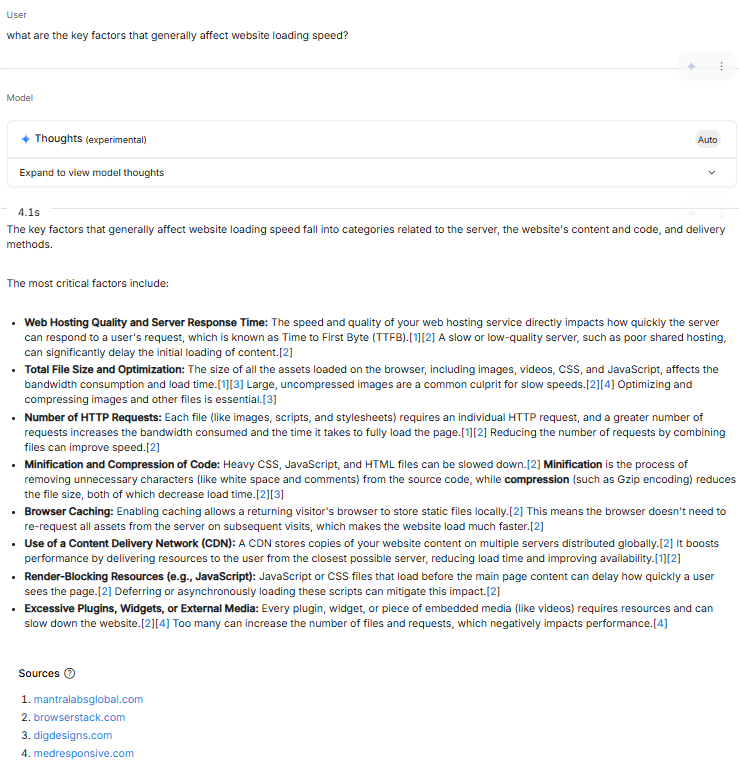 User
what are the key factors that generally affect website loading speed?
Model
Thoughts (experimental)
Auto
Expand to view model thoughts
4.1s
The key factors that generally affect website loading speed fall into categories related to the server, the website's content and code, and delivery
methods.
The most critical factors include:
• Web Hosting Quality and Server Response Time: The speed and quality of your web hosting service directly impacts how quickly the server
can respond to a user's request, which is known as Time to First Byte (TTFB).[1][2] A slow or low-quality server, such as poor shared hosting,
can significantly delay the initial loading of content.[2]
• Total File Size and Optimization: The size of all the assets loaded on the browser, including images, videos, CSS, and JavaScript, affects the
bandwidth consumption and load time.[1][3] Large, uncompressed images are a common culprit for slow speeds.[2][4] Optimizing and
compressing images and other files is essential.[3]
• Number of HTTP Requests: Each file (like images, scripts, and stylesheets) requires an individual HTTP request, and a greater number of
requests increases the bandwidth consumed and the time it takes to fully load the page.[1][2] Reducing the number of requests by combining
files can improve speed.[2]
• Minification and Compression of Code: Heavy CSS, JavaScript, and HTML files can be slowed down.[2] Minification is the process of
removing unnecessary characters (like white space and comments) from the source code, while compression (such as Gzip encoding) reduces
the file size, both of which decrease load time.[2][3]
• Browser Caching: Enabling caching allows a returning visitor's browser to store static files locally.[2] This means the browser doesn't need to
re-request all assets from the server on subsequent visits, which makes the website load much faster.[2]
• Use of a Content Delivery Network (CDN): A CDN stores copies of your website content on multiple servers distributed globally.[2] It boosts
performance by delivering resources to the user from the closest possible server, reducing load time and improving availability.[1][2]
• Render-Blocking Resources (e.g., JavaScript): JavaScript or CSS files that load before the main page content can delay how quickly a user
sees the page.[2] Deferring or asynchronously loading these scripts can mitigate this impact.[2]
• Excessive Plugins, Widgets, or External Media: Every plugin, widget, or piece of embedded media (like videos) requires resources and can
slow down the website.[2][4] Too many can increase the number of files and requests, which negatively impacts performance.[4]
Sources
1. mantralabsglobal.com
2. browserstack.com
3. digdesigns.com
4. medresponsive.com